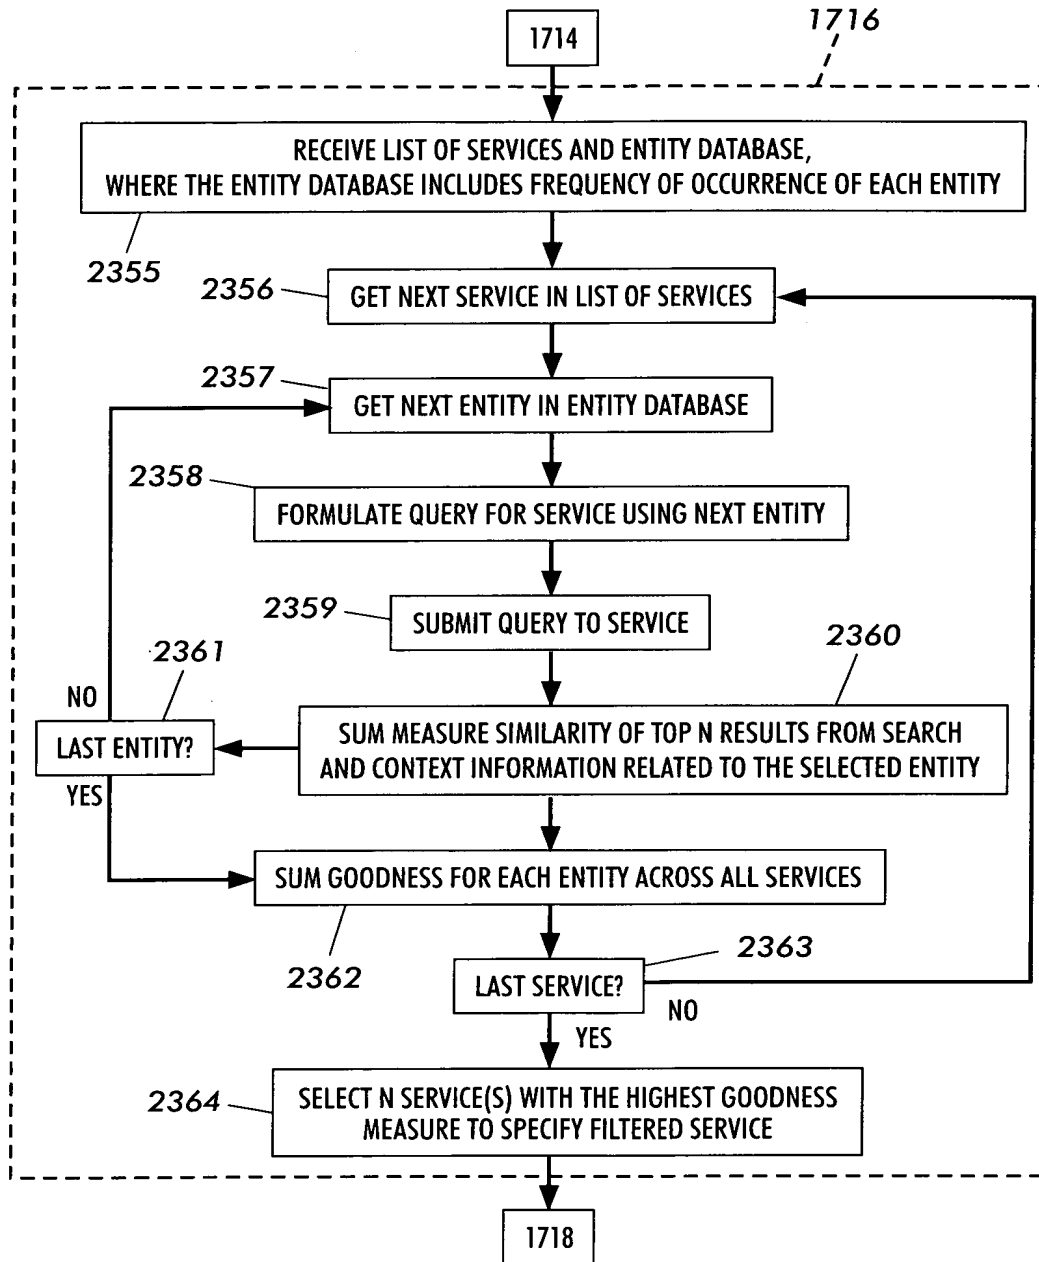 1714
1716
RECEIVE LIST OF SERVICES AND ENTITY DATABASE,
WHERE THE ENTITY DATABASE INCLUDES FREQUENCY OF OCCURRENCE OF EACH ENTITY
2355
2356
GET NEXT SERVICE IN LIST OF SERVICES
2357
GET NEXT ENTITY IN ENTITY DATABASE
2358
FORMULATE QUERY FOR SERVICE USING NEXT ENTITY
2359
SUBMIT QUERY TO SERVICE
2360
2361
NO
LAST ENTITY?
YES
SUM MEASURE SIMILARITY OF TOP N RESULTS FROM SEARCH
AND CONTEXT INFORMATION RELATED TO THE SELECTED ENTITY
SUM GOODNESS FOR EACH ENTITY ACROSS ALL SERVICES
2362
2363
LAST SERVICE?
NO
YES
2364
SELECT N SERVICE(S) WITH THE HIGHEST GOODNESS
MEASURE TO SPECIFY FILTERED SERVICE
1718